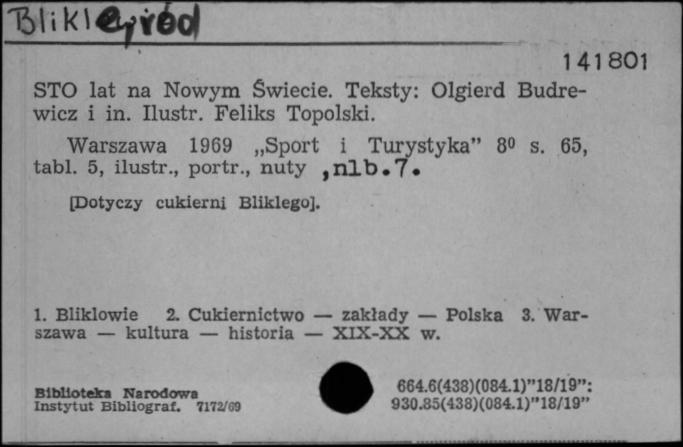 Blikle, ród
141801
STO lat na Nowym Świecie. Teksty: Olgierd Budre-
wicz i in. Ilustr. Feliks Topolski.
Warszawa 1969 „Sport i Turystyka” 8⁰ s. 65,
tabl. 5, ilustr., portr., nuty ,nlb.7.
[Dotyczy cukierni Bliklego].
1. Bliklowie 2. Cukiernictwo — zakłady — Polska 3. War-
szawa — kultura — historia — XIX-XX w.
Biblioteka Narodowa
Instytut Bibliograf. 7172/69
664.6(438)(084.1)”18/19”:
930.85(438)(084.1)”18/19”